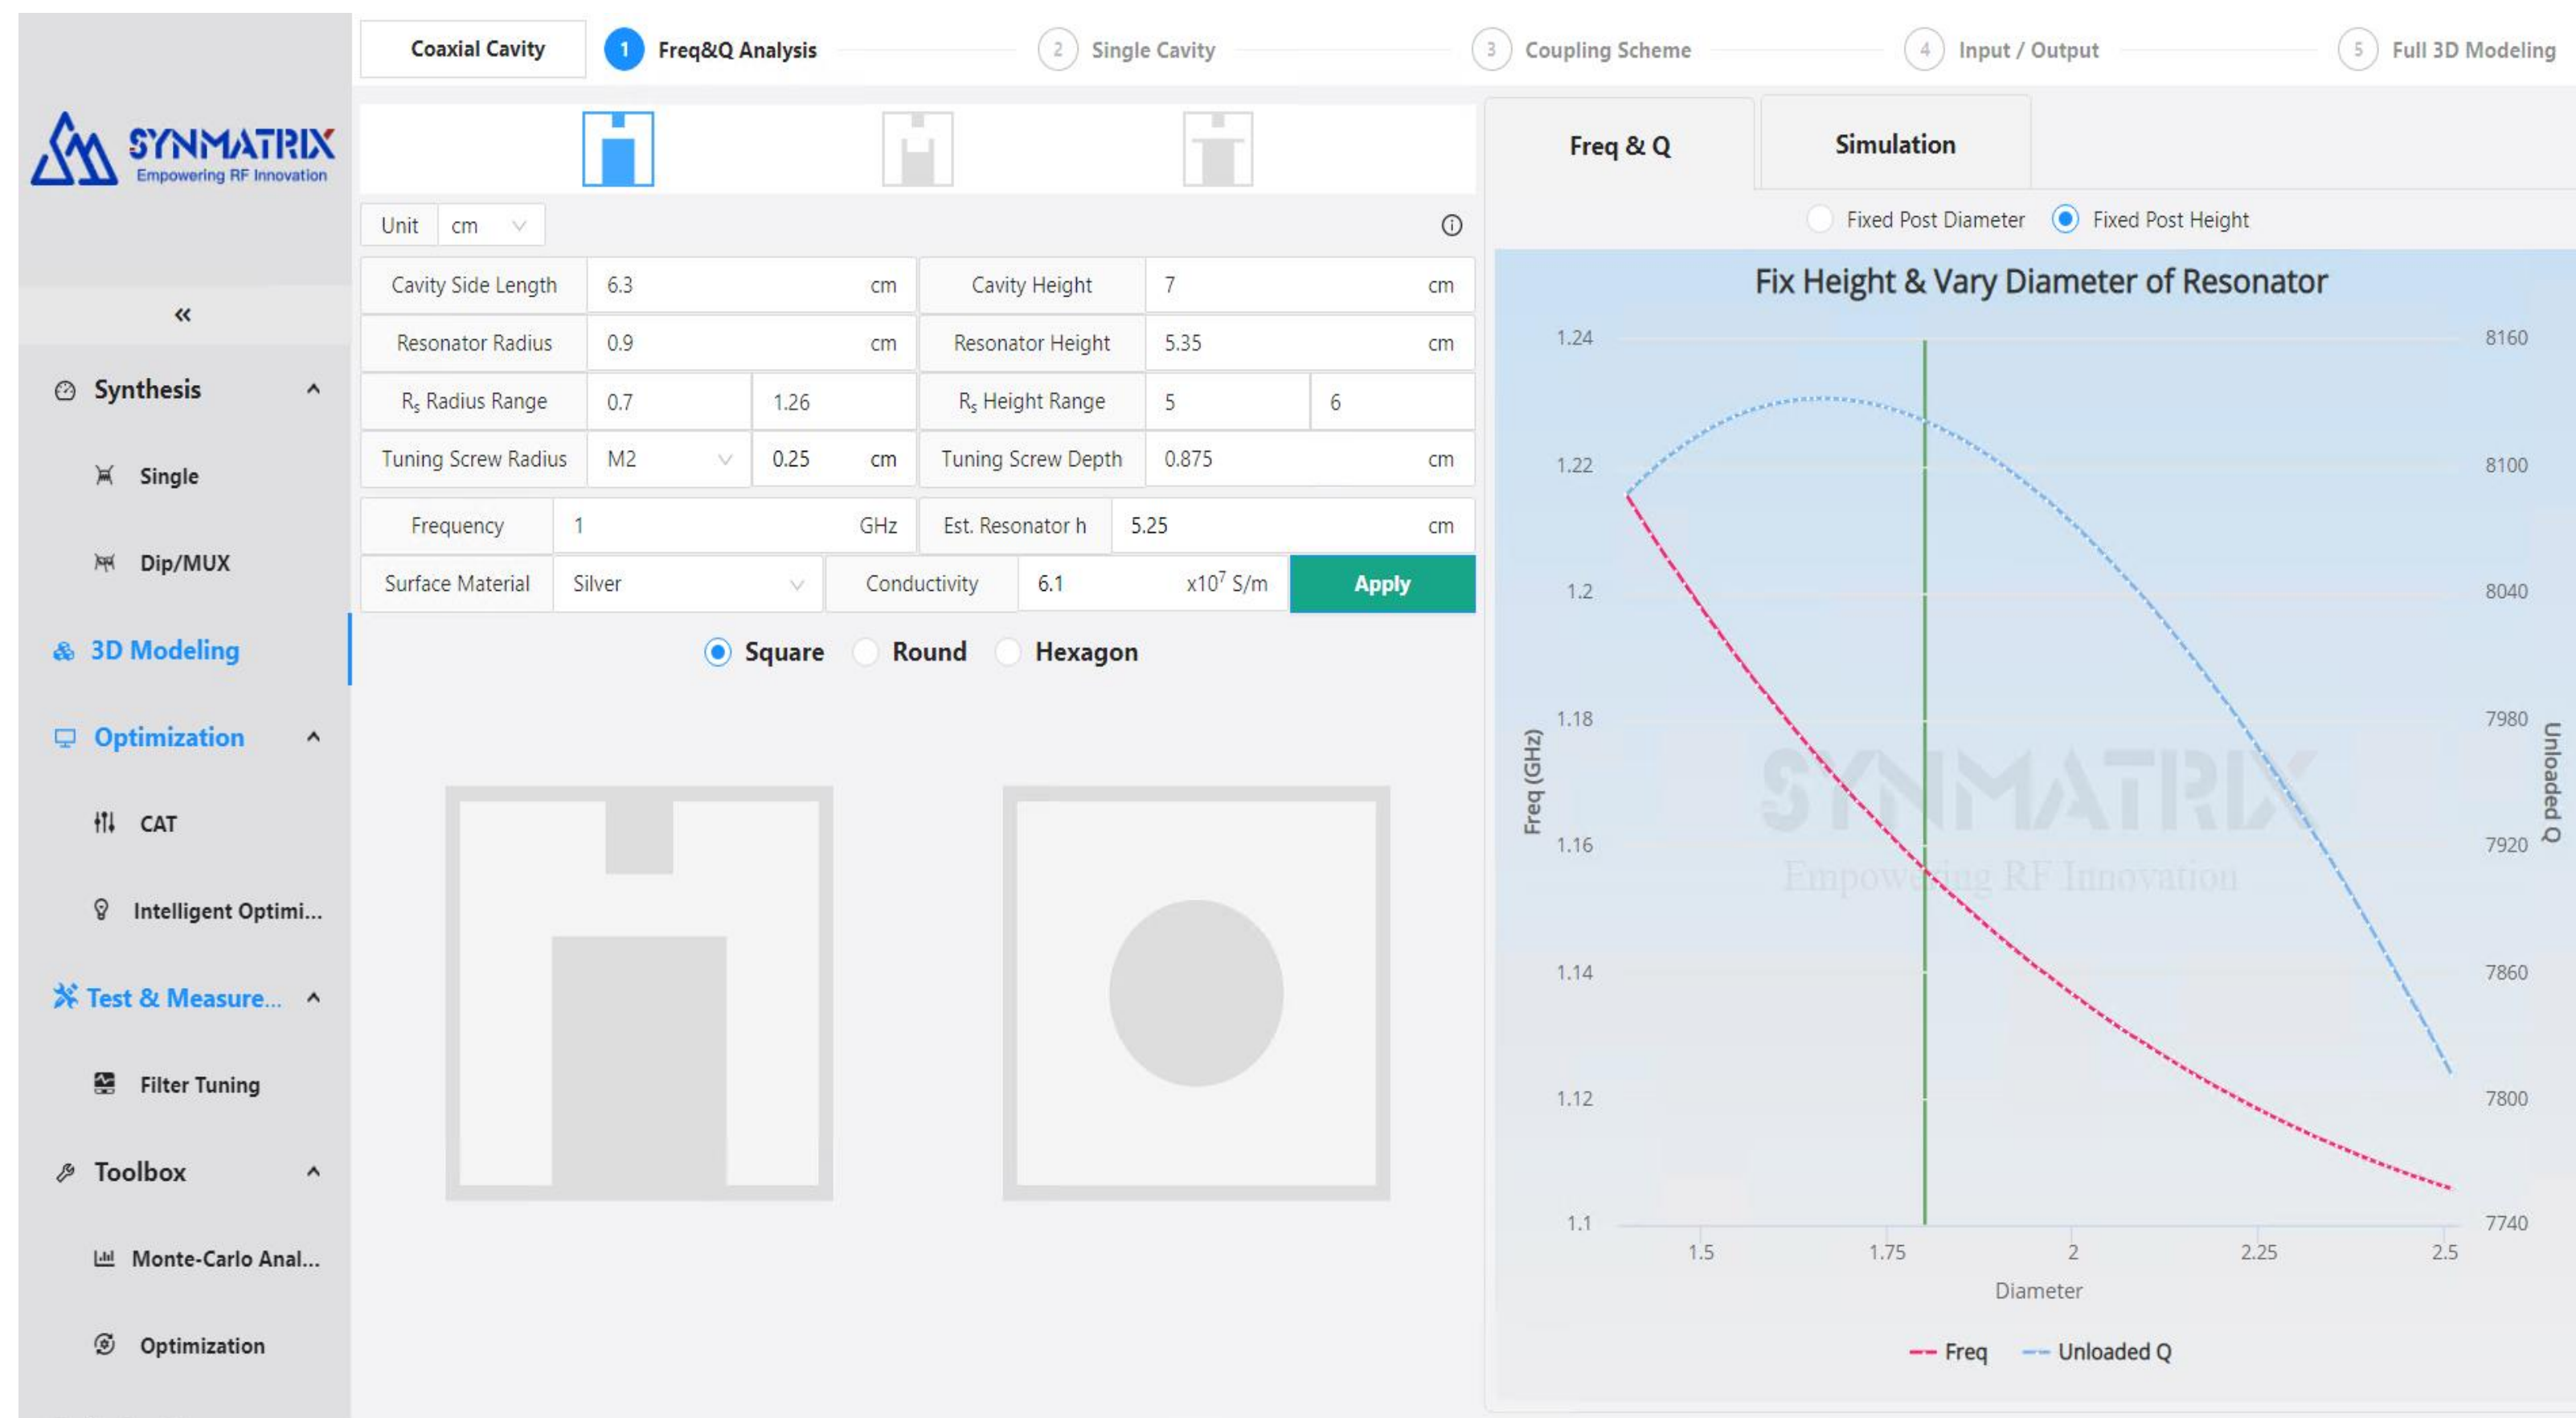 Coaxial Cavity 1 Freq&Q Analysis 2 Single Cavity 3 Coupling Scheme 4 Input / Output 5 Full 3D Modeling
SYNMATRIX
Empowering RF Innovation
«
Synthesis
Single
Dip/MUX
3D Modeling
Optimization
CAT
Intelligent Optimi...
Test & Measure...
Filter Tuning
Toolbox
Monte-Carlo Anal...
Optimization
Unit cm
Cavity Side Length 6.3 cm Cavity Height 7 cm
Resonator Radius 0.9 cm Resonator Height 5.35 cm
Rs Radius Range 0.7 1.26 Rs Height Range 5 6
Tuning Screw Radius M2 0.25 cm Tuning Screw Depth 0.875 cm
Frequency 1 GHz Est. Resonator h 5.25 cm
Surface Material Silver Conductivity 6.1 x10⁷ S/m Apply
Square Round Hexagon
Freq & Q Simulation
Fixed Post Diameter Fixed Post Height
Fix Height & Vary Diameter of Resonator
1.24 8160
1.22 8100
1.2 8040
1.18 7980
1.16 7920
1.14 7860
1.12 7800
1.1 7740
Freq (GHz)
Unloaded Q
SYNMATRIX
Empowering RF Innovation
1.5 1.75 2 2.25 2.5
Diameter
Freq Unloaded Q